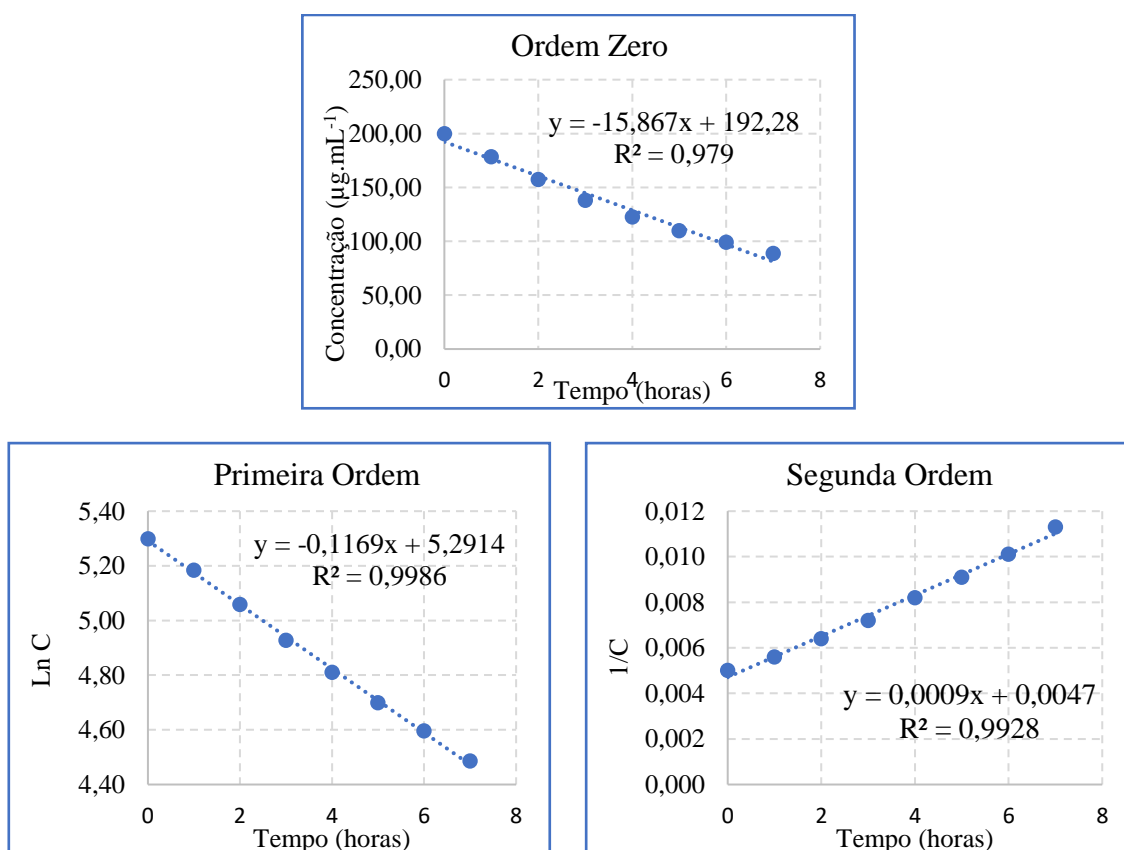 Ordem Zero
Concentração (µg.mL⁻¹)
250,00
200,00
150,00
100,00
50,00
0,00
y = -15,867x + 192,28
R² = 0,979
0 2 4 6 8
Tempo (horas)
Primeira Ordem
Ln C
5,40
5,20
5,00
4,80
4,60
4,40
y = -0,1169x + 5,2914
R² = 0,9986
0 2 4 6 8
Tempo (horas)
Segunda Ordem
1/C
0,012
0,010
0,008
0,006
0,004
0,002
0,000
y = 0,0009x + 0,0047
R² = 0,9928
0 2 4 6 8
Tempo (horas)